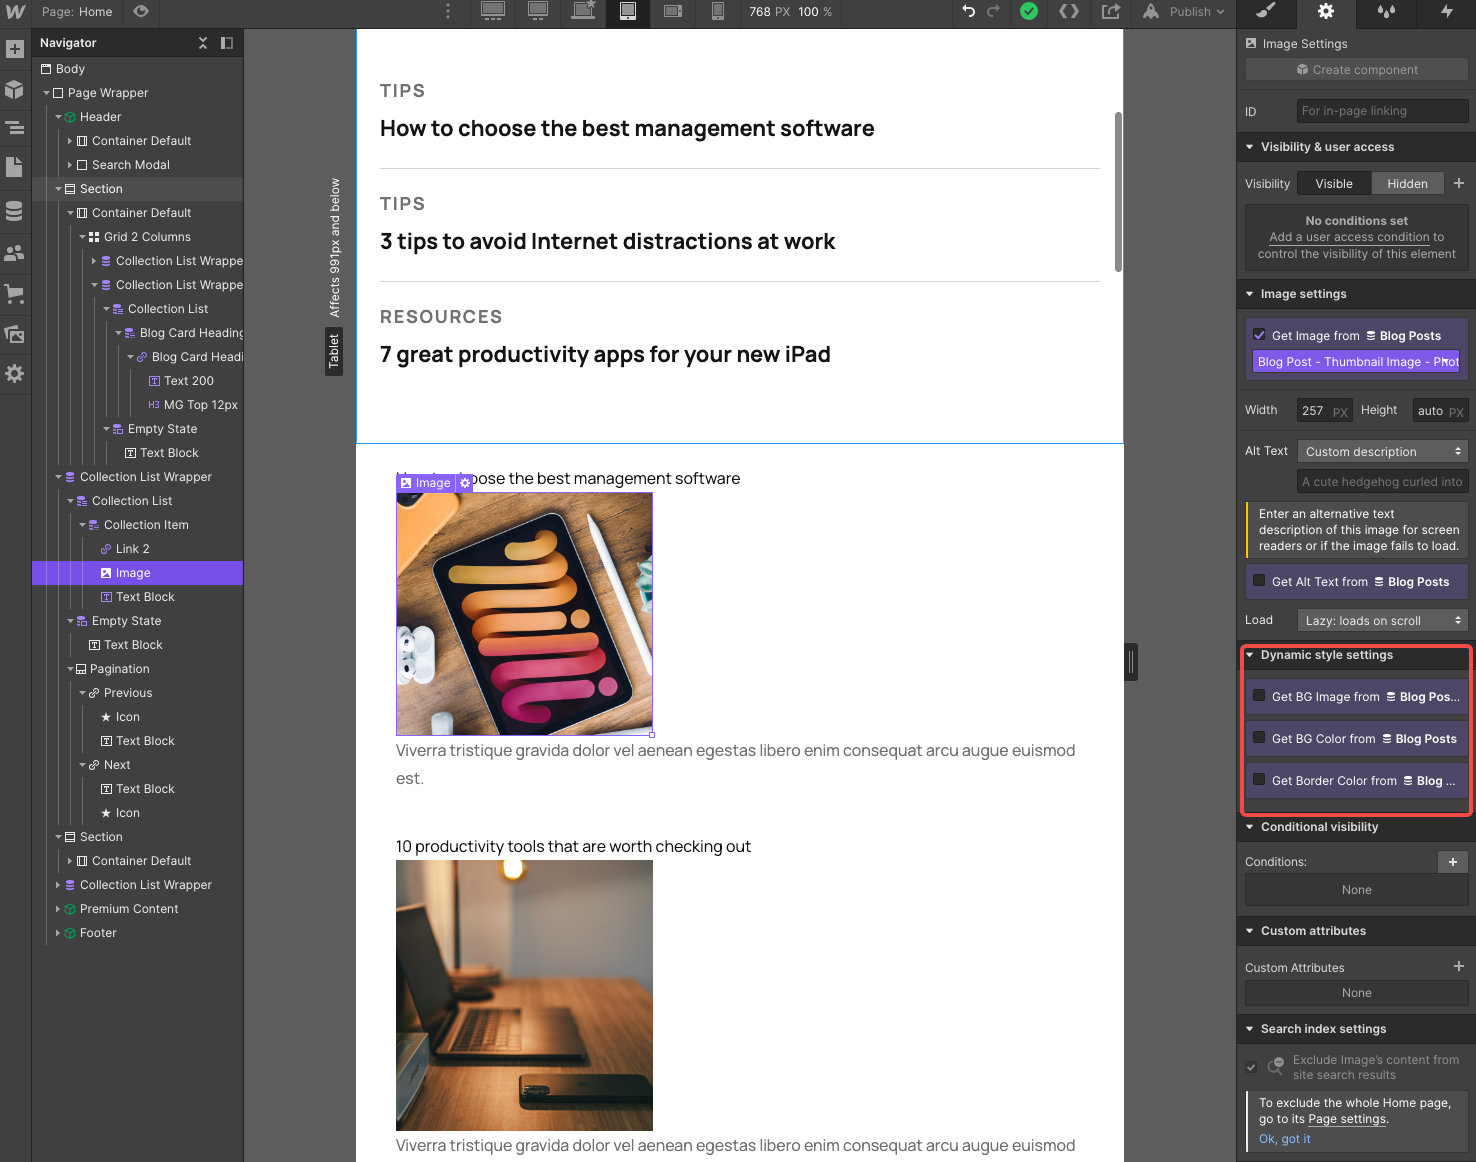 Page: Home
768 PX 100 %
Publish
Navigator
Body
Page Wrapper
Header
Container Default
Search Modal
Section
Container Default
Grid 2 Columns
Collection List Wrappe
Collection List Wrappe
Collection List
Blog Card Heading
Blog Card Headi
Text 200
H3 MG Top 12px
Empty State
Text Block
Collection List Wrapper
Collection List
Collection Item
Link 2
Image
Text Block
Empty State
Text Block
Pagination
Previous
Icon
Text Block
Next
Text Block
Icon
Section
Container Default
Collection List Wrapper
Premium Content
Footer
Affects 991px and below
Tablet
TIPS
How to choose the best management software
TIPS
3 tips to avoid Internet distractions at work
RESOURCES
7 great productivity apps for your new iPad
oose the best management software
Image
Viverra tristique gravida dolor vel aenean egestas libero enim consequat arcu augue euismod
est.
10 productivity tools that are worth checking out
Viverra tristique gravida dolor vel aenean egestas libero enim consequat arcu augue euismod
Image Settings
Create component
ID For in-page linking
Visibility & user access
Visibility Visible Hidden
No conditions set
Add a user access condition to
control the visibility of this element
Image settings
Get Image from Blog Posts
Blog Post - Thumbnail Image - Phot
Width 257 PX Height auto PX
Alt Text Custom description
A cute hedgehog curled into
Enter an alternative text
description of this image for screen
readers or if the image fails to load.
Get Alt Text from Blog Posts
Load Lazy: loads on scroll
Dynamic style settings
Get BG Image from Blog Pos...
Get BG Color from Blog Posts
Get Border Color from Blog ...
Conditional visibility
Conditions:
None
Custom attributes
Custom Attributes
None
Search index settings
Exclude Image's content from
site search results
To exclude the whole Home page,
go to its Page settings.
Ok, got it